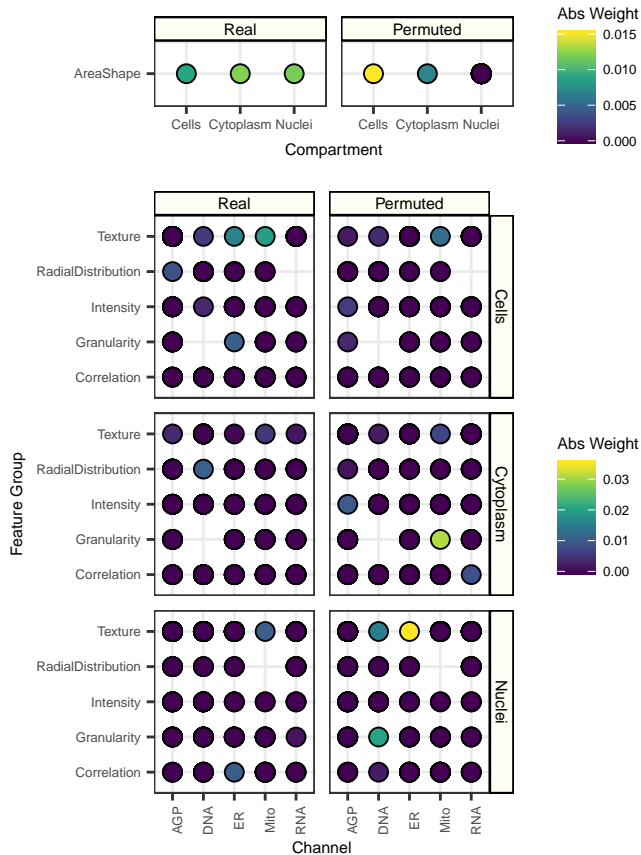 Real Permuted
AreaShape
Cells Cytoplasm Nuclei Cells Cytoplasm Nuclei
Compartment
Abs Weight
0.015
0.010
0.005
0.000
Real Permuted
Texture
RadialDistribution
Intensity
Granularity
Correlation
Cells
Texture
RadialDistribution
Intensity
Granularity
Correlation
Cytoplasm
Texture
RadialDistribution
Intensity
Granularity
Correlation
Nuclei
Feature Group
AGP DNA ER Mito RNA AGP DNA ER Mito RNA
Channel
Abs Weight
0.03
0.02
0.01
0.00